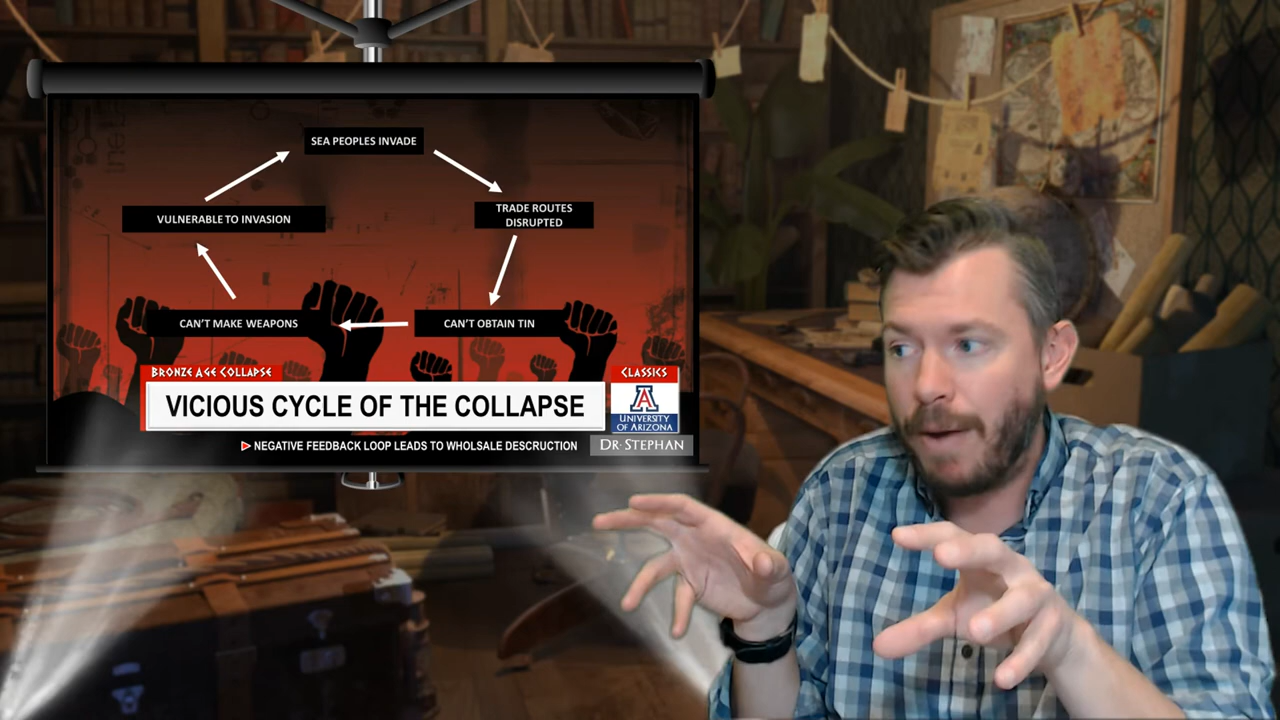 SEA PEOPLES INVADE
TRADE ROUTES
DISRUPTED
VULNERABLE TO INVASION
CAN'T MAKE WEAPONS
CAN'T OBTAIN TIN
BRONZE AGE COLLAPSE
CLASSICS
VICIOUS CYCLE OF THE COLLAPSE
A
UNIVERSITY
OF ARIZONA
NEGATIVE FEEDBACK LOOP LEADS TO WHOLSALE DESCRUCTION
DR. STEPHAN